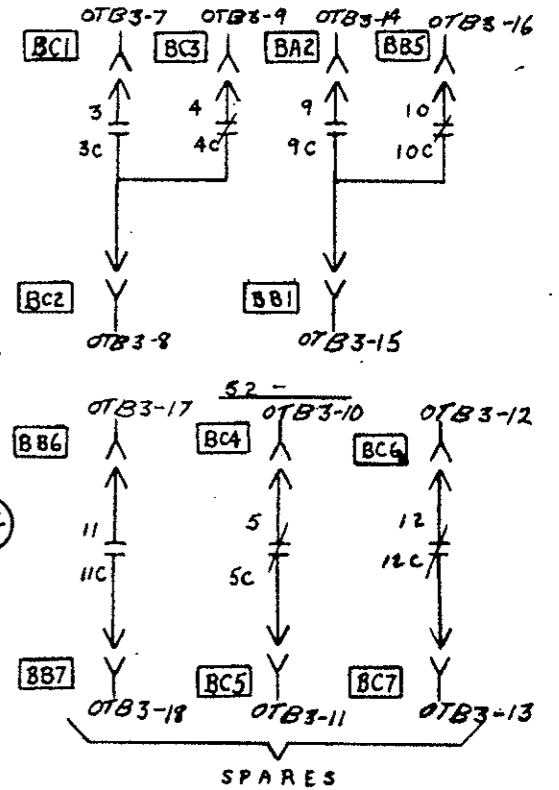 OTB3-7 OTB3-9 OTB3-14 OTB3-16
BC1 BC3 BA2 BB5
3 4 9 10
3C 4C 9C 10C
BC2 BB1
OTB3-8 OTB3-15
52 -
OTB3-17 OTB3-10 OTB3-12
BB6 BC4 BC6
11 5 12
11C 5C 12C
BB7 BC5 BC7
OTB3-18 OTB3-11 OTB3-13
SPARES